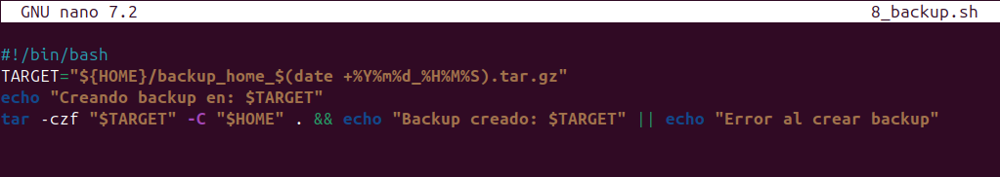 GNU nano 7.2 8_backup.sh
#!/bin/bash
TARGET="${HOME}/backup_home_$(date +%Y%m%d_%H%M%S).tar.gz"
echo "Creando backup en: $TARGET"
tar -czf "$TARGET" -C "$HOME" . && echo "Backup creado: $TARGET" || echo "Error al crear backup"